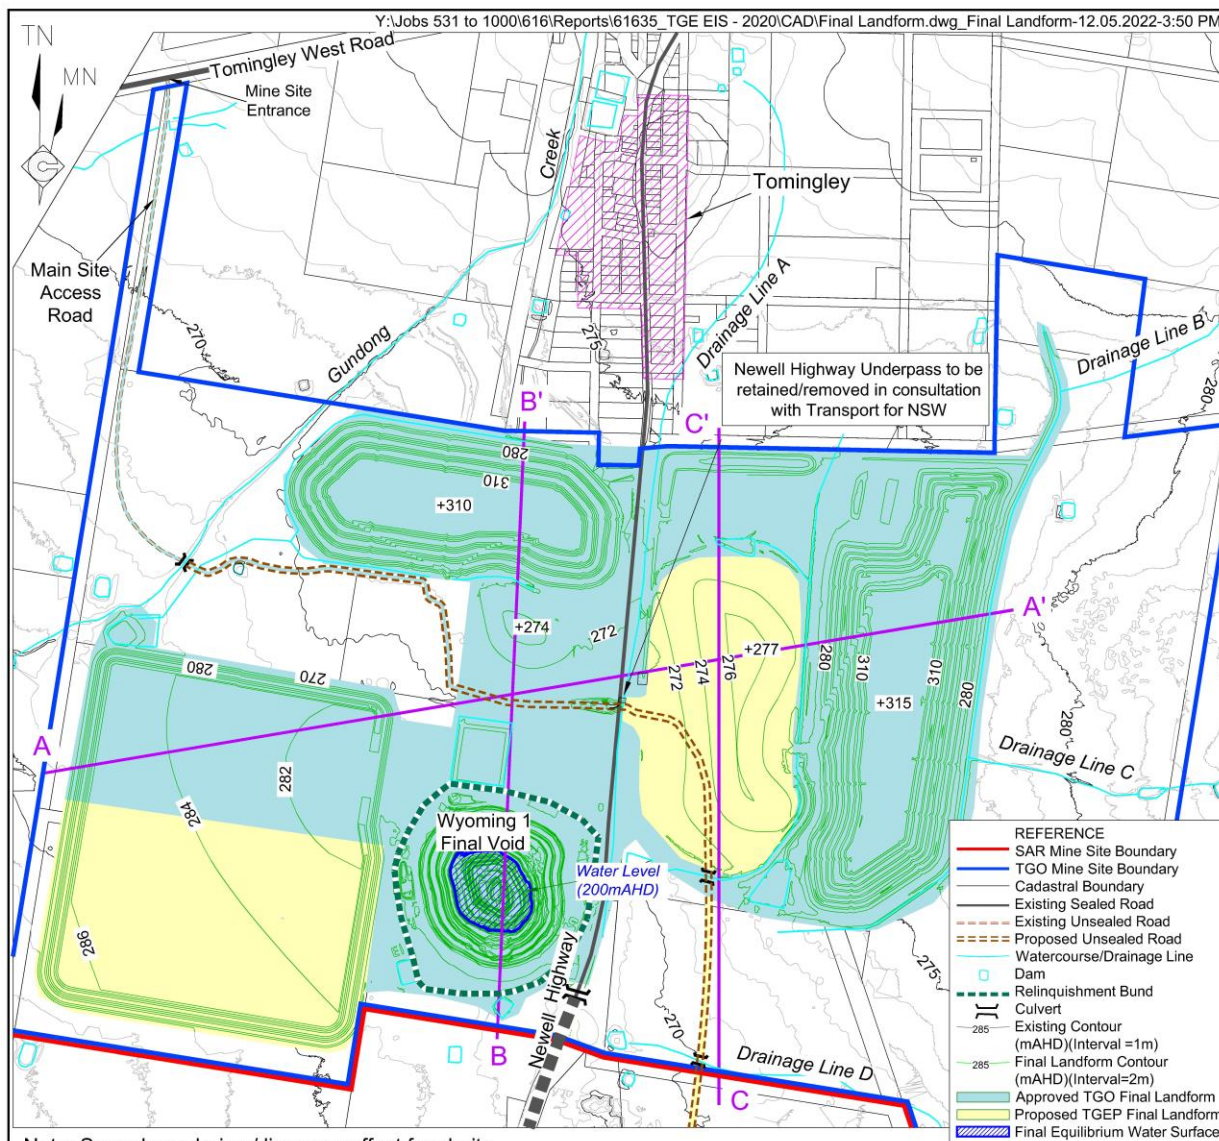 Y:\Jobs 531 to 1000\616\Reports\61635_TGE EIS - 2020\CAD\Final Landform.dwg_Final Landform-12.05.2022-3:50 PM
TN
MN
Tomingley West Road
Mine Site
Entrance
Creek
Tomingley
Main Site
Access
Road
270
Gundong
275
Drainage Line A
Drainage Line B
280
Newell Highway Underpass to be
retained/removed in consultation
with Transport for NSW
B'
C'
280
310
+310
A'
+274
272
272
274
276
+277
280
310
310
280
+315
280
280
270
A
282
284
286
Drainage Line C
Wyoming 1
Final Void
Water Level
(200mAHD)
Newell Highway
275
270
B
Drainage Line D
C
REFERENCE
SAR Mine Site Boundary
TGO Mine Site Boundary
Cadastral Boundary
Existing Sealed Road
Existing Unsealed Road
Proposed Unsealed Road
Watercourse/Drainage Line
Dam
Relinquishment Bund
Culvert
285
Existing Contour
(mAHD)(Interval =1m)
285
Final Landform Contour
(mAHD)(Interval=2m)
Approved TGO Final Landform
Proposed TGEP Final Landform
Final Equilibrium Water Surface